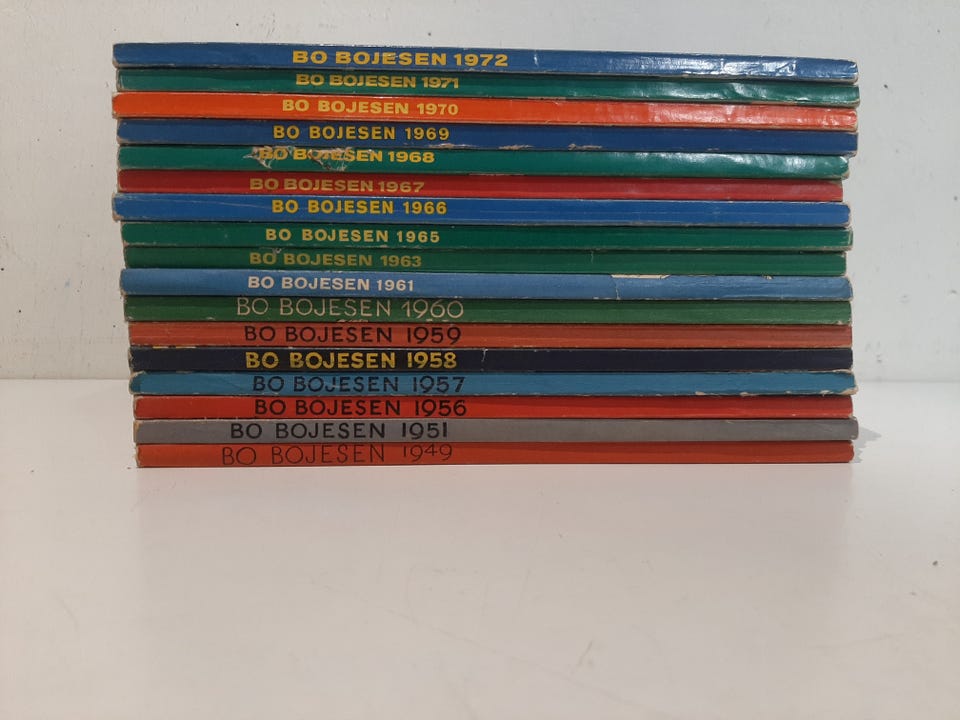 BO BOJESEN 1972
BO BOJESEN 1971
BO BOJESEN 1970
BO BOJESEN 1969
BO BOJESEN 1968
BO BOJESEN 1967
BO BOJESEN 1966
BO BOJESEN 1965
BO BOJESEN 1963
BO BOJESEN 1961
BO BOJESEN 1960
BO BOJESEN 1959
BO BOJESEN 1958
BO BOJESEN 1957
BO BOJESEN 1956
BO BOJESEN 1951
BO BOJESEN 1949